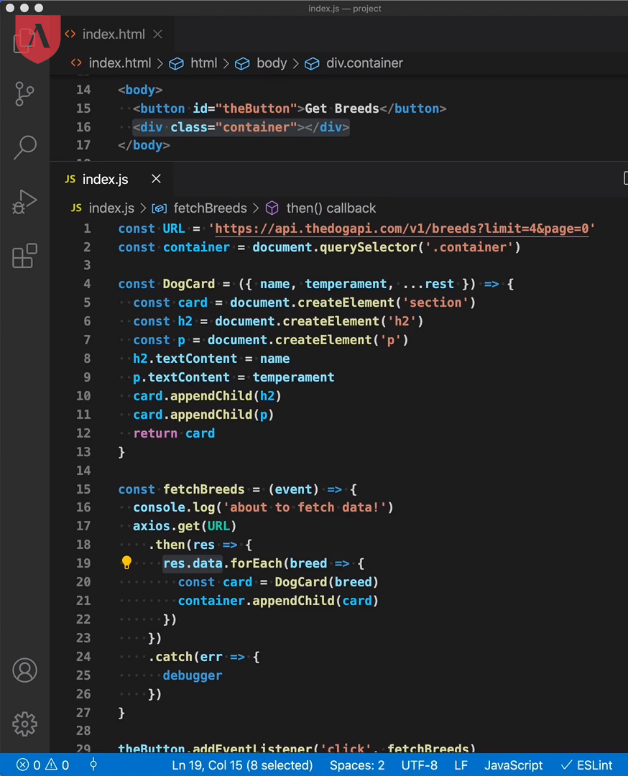 index.js — project
index.html
index.html > html > body > div.container
14 <body>
15 <button id="theButton">Get Breeds</button>
16 <div class="container"></div>
17 </body>
JS index.js
JS index.js > fetchBreeds > then() callback
1 const URL = 'https://api.thedogapi.com/v1/breeds?limit=4&page=0'
2 const container = document.querySelector('.container')
3
4 const DogCard = ({ name, temperament, ...rest }) => {
5 const card = document.createElement('section')
6 const h2 = document.createElement('h2')
7 const p = document.createElement('p')
8 h2.textContent = name
9 p.textContent = temperament
10 card.appendChild(h2)
11 card.appendChild(p)
12 return card
13 }
14
15 const fetchBreeds = (event) => {
16 console.log('about to fetch data!')
17 axios.get(URL)
18 .then(res => {
19 res.data.forEach(breed => {
20 const card = DogCard(breed)
21 container.appendChild(card)
22 })
23 })
24 .catch(err => {
25 debugger
26 })
27 }
28
29 theButton.addEventListener('click', fetchBreeds)
0 0 Ln 19, Col 15 (8 selected) Spaces: 2 UTF-8 LF JavaScript ESLint